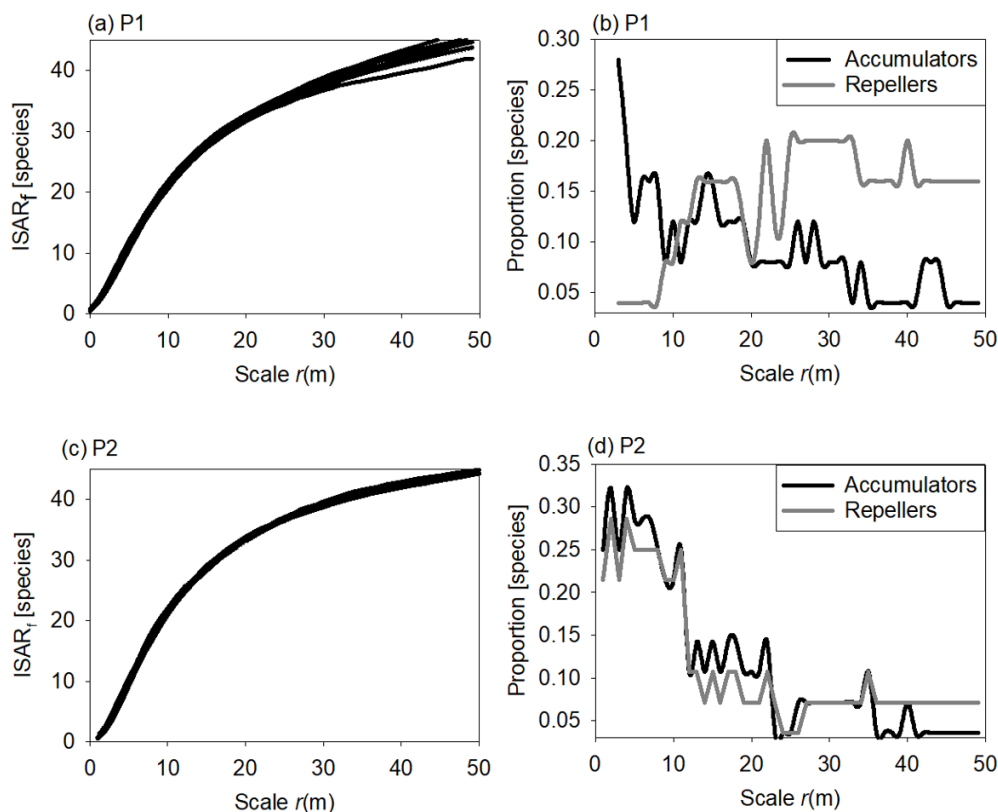 (a) P1
ISARf [species]
40
30
20
10
0
0 10 20 30 40 50
Scale r(m)
(b) P1
Proportion [species]
0.30
0.25
0.20
0.15
0.10
0.05
Accumulators
Repellers
0 10 20 30 40 50
Scale r(m)
(c) P2
ISARf [species]
40
30
20
10
0
0 10 20 30 40 50
Scale r(m)
(d) P2
Proportion [species]
0.35
0.30
0.25
0.20
0.15
0.10
0.05
Accumulators
Repellers
0 10 20 30 40 50
Scale r(m)